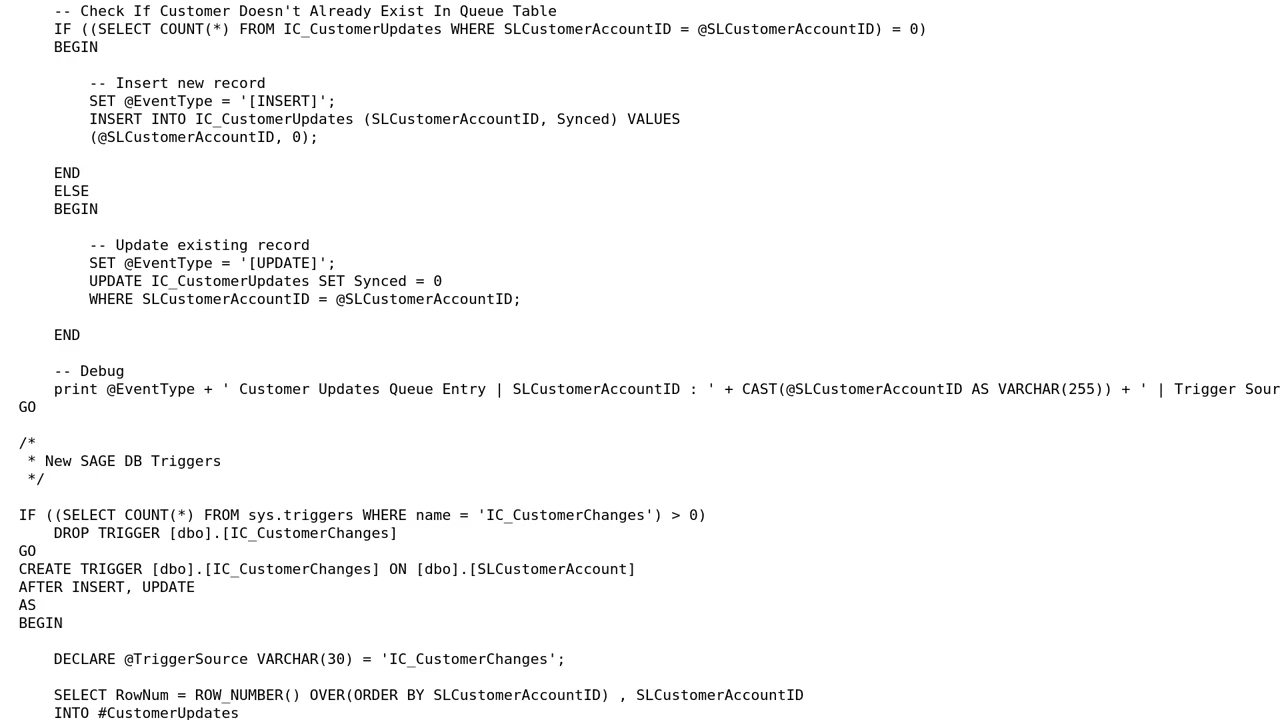 -- Check If Customer Doesn't Already Exist In Queue Table
IF ((SELECT COUNT(*) FROM IC_CustomerUpdates WHERE SLCustomerAccountID = @SLCustomerAccountID) = 0)
BEGIN
-- Insert new record
SET @EventType = '[INSERT]';
INSERT INTO IC_CustomerUpdates (SLCustomerAccountID, Synced) VALUES
(@SLCustomerAccountID, 0);
END
ELSE
BEGIN
-- Update existing record
SET @EventType = '[UPDATE]';
UPDATE IC_CustomerUpdates SET Synced = 0
WHERE SLCustomerAccountID = @SLCustomerAccountID;
END
-- Debug
print @EventType + ' Customer Updates Queue Entry | SLCustomerAccountID : ' + CAST(@SLCustomerAccountID AS VARCHAR(255)) + ' | Trigger Sour
GO
/*
* New SAGE DB Triggers
*/
IF ((SELECT COUNT(*) FROM sys.triggers WHERE name = 'IC_CustomerChanges') > 0)
DROP TRIGGER [dbo].[IC_CustomerChanges]
GO
CREATE TRIGGER [dbo].[IC_CustomerChanges] ON [dbo].[SLCustomerAccount]
AFTER INSERT, UPDATE
AS
BEGIN
DECLARE @TriggerSource VARCHAR(30) = 'IC_CustomerChanges';
SELECT RowNum = ROW_NUMBER() OVER(ORDER BY SLCustomerAccountID) , SLCustomerAccountID
INTO #CustomerUpdates